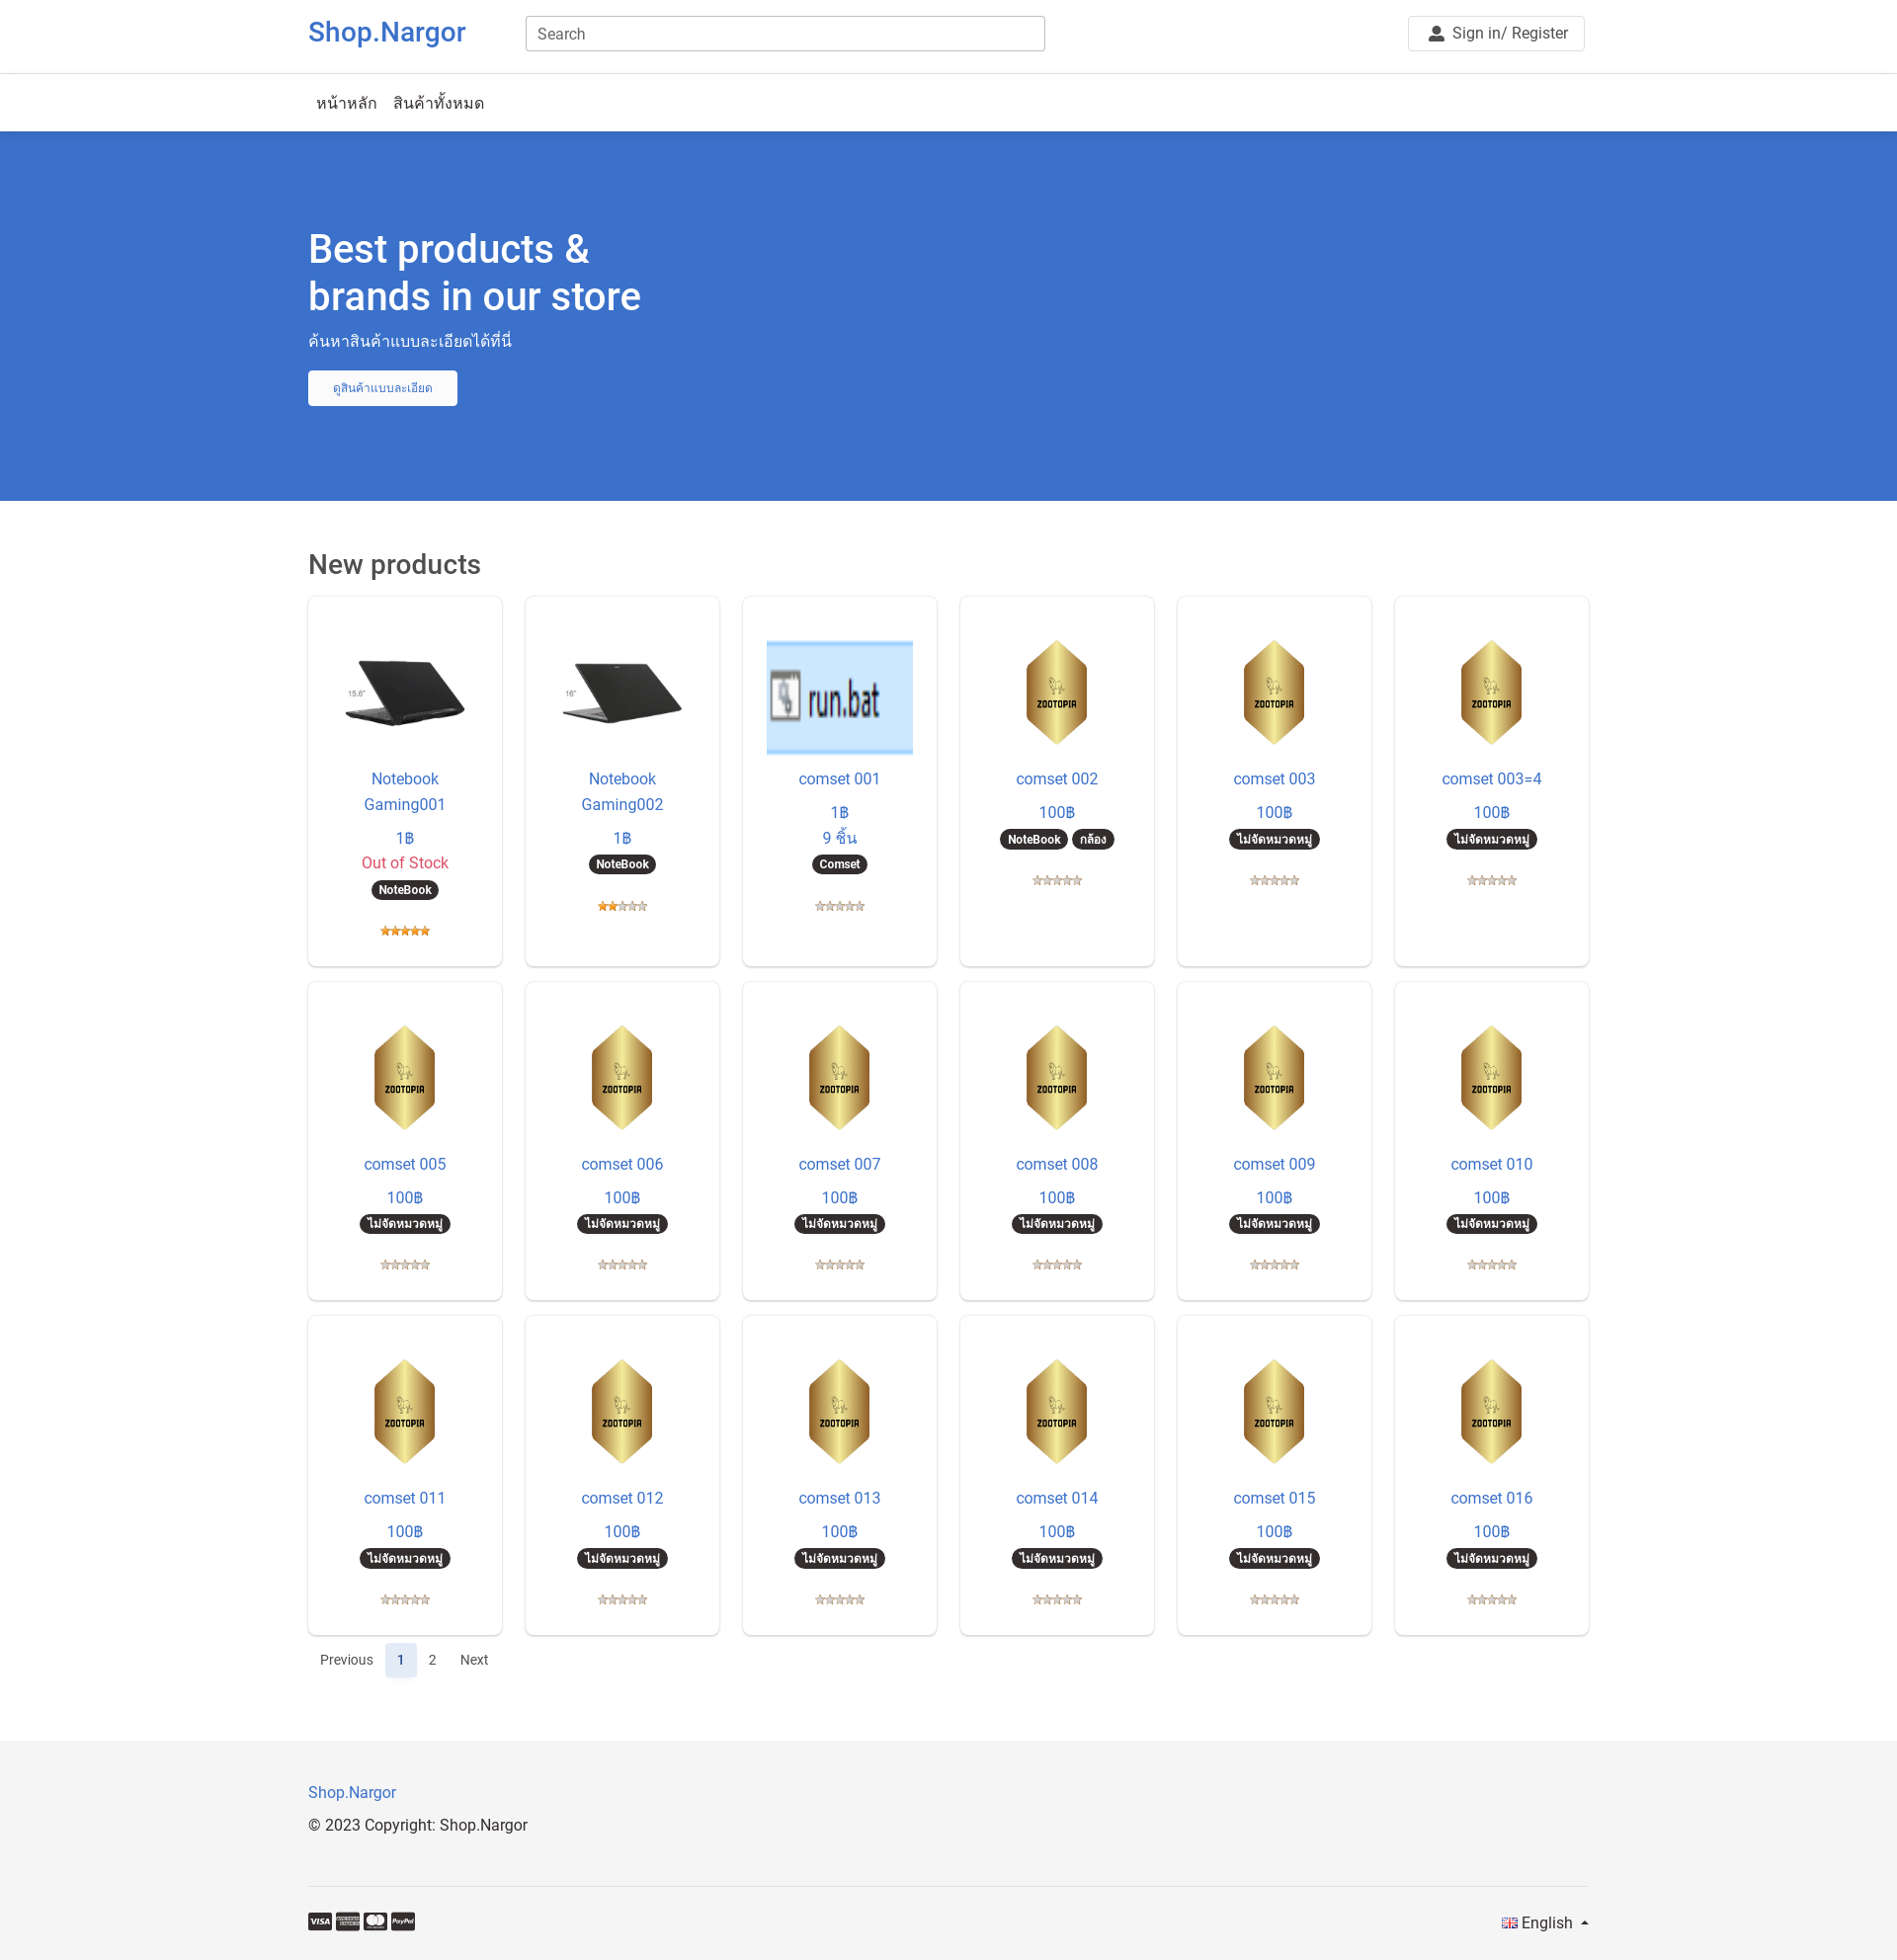 Shop.Nargor
Search
Sign in/ Register
หน้าหลัก สินค้าทั้งหมด
Best products &
brands in our store
ค้นหาสินค้าแบบละเอียดได้ที่นี่
ดูสินค้าแบบละเอียด
New products
15.6"
Notebook
Gaming001
1฿
Out of Stock
NoteBook
16"
Notebook
Gaming002
1฿
NoteBook
run.bat
comset 001
1฿
9 ชิ้น
Comset
ZOOTOPIA
comset 002
100฿
NoteBook กล้อง
ZOOTOPIA
comset 003
100฿
ไม่จัดหมวดหมู่
ZOOTOPIA
comset 003=4
100฿
ไม่จัดหมวดหมู่
ZOOTOPIA
comset 005
100฿
ไม่จัดหมวดหมู่
ZOOTOPIA
comset 006
100฿
ไม่จัดหมวดหมู่
ZOOTOPIA
comset 007
100฿
ไม่จัดหมวดหมู่
ZOOTOPIA
comset 008
100฿
ไม่จัดหมวดหมู่
ZOOTOPIA
comset 009
100฿
ไม่จัดหมวดหมู่
ZOOTOPIA
comset 010
100฿
ไม่จัดหมวดหมู่
ZOOTOPIA
comset 011
100฿
ไม่จัดหมวดหมู่
ZOOTOPIA
comset 012
100฿
ไม่จัดหมวดหมู่
ZOOTOPIA
comset 013
100฿
ไม่จัดหมวดหมู่
ZOOTOPIA
comset 014
100฿
ไม่จัดหมวดหมู่
ZOOTOPIA
comset 015
100฿
ไม่จัดหมวดหมู่
ZOOTOPIA
comset 016
100฿
ไม่จัดหมวดหมู่
Previous 1 2 Next
Shop.Nargor
© 2023 Copyright: Shop.Nargor
VISA PayPal
English